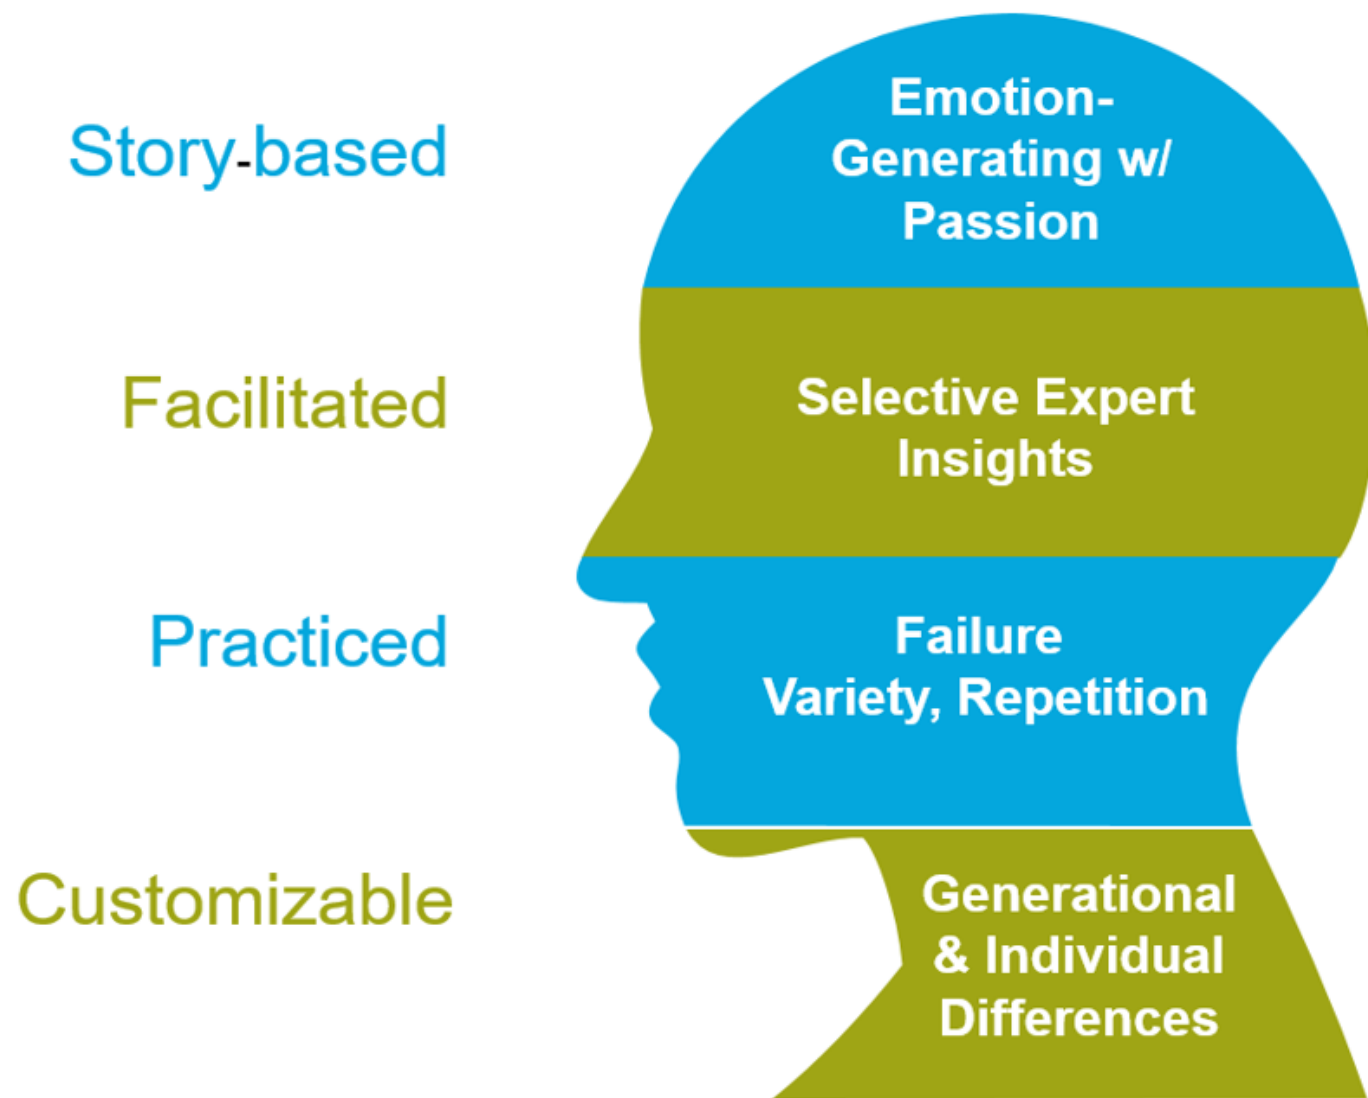 Story-based
Emotion-
Generating w/
Passion
Facilitated
Selective Expert
Insights
Practiced
Failure
Variety, Repetition
Customizable
Generational
& Individual
Differences